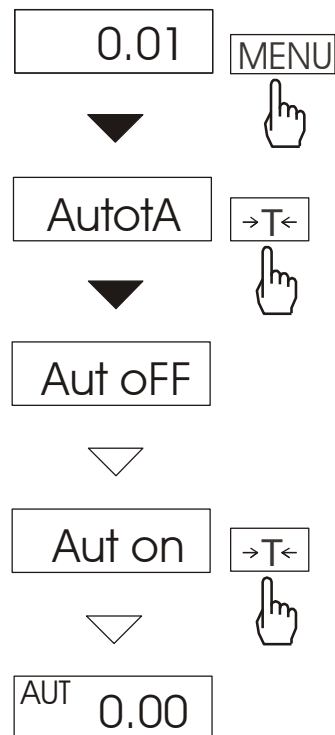 0.01 MENU
AutotA →T←
Aut oFF
Aut on →T←
AUT 0.00